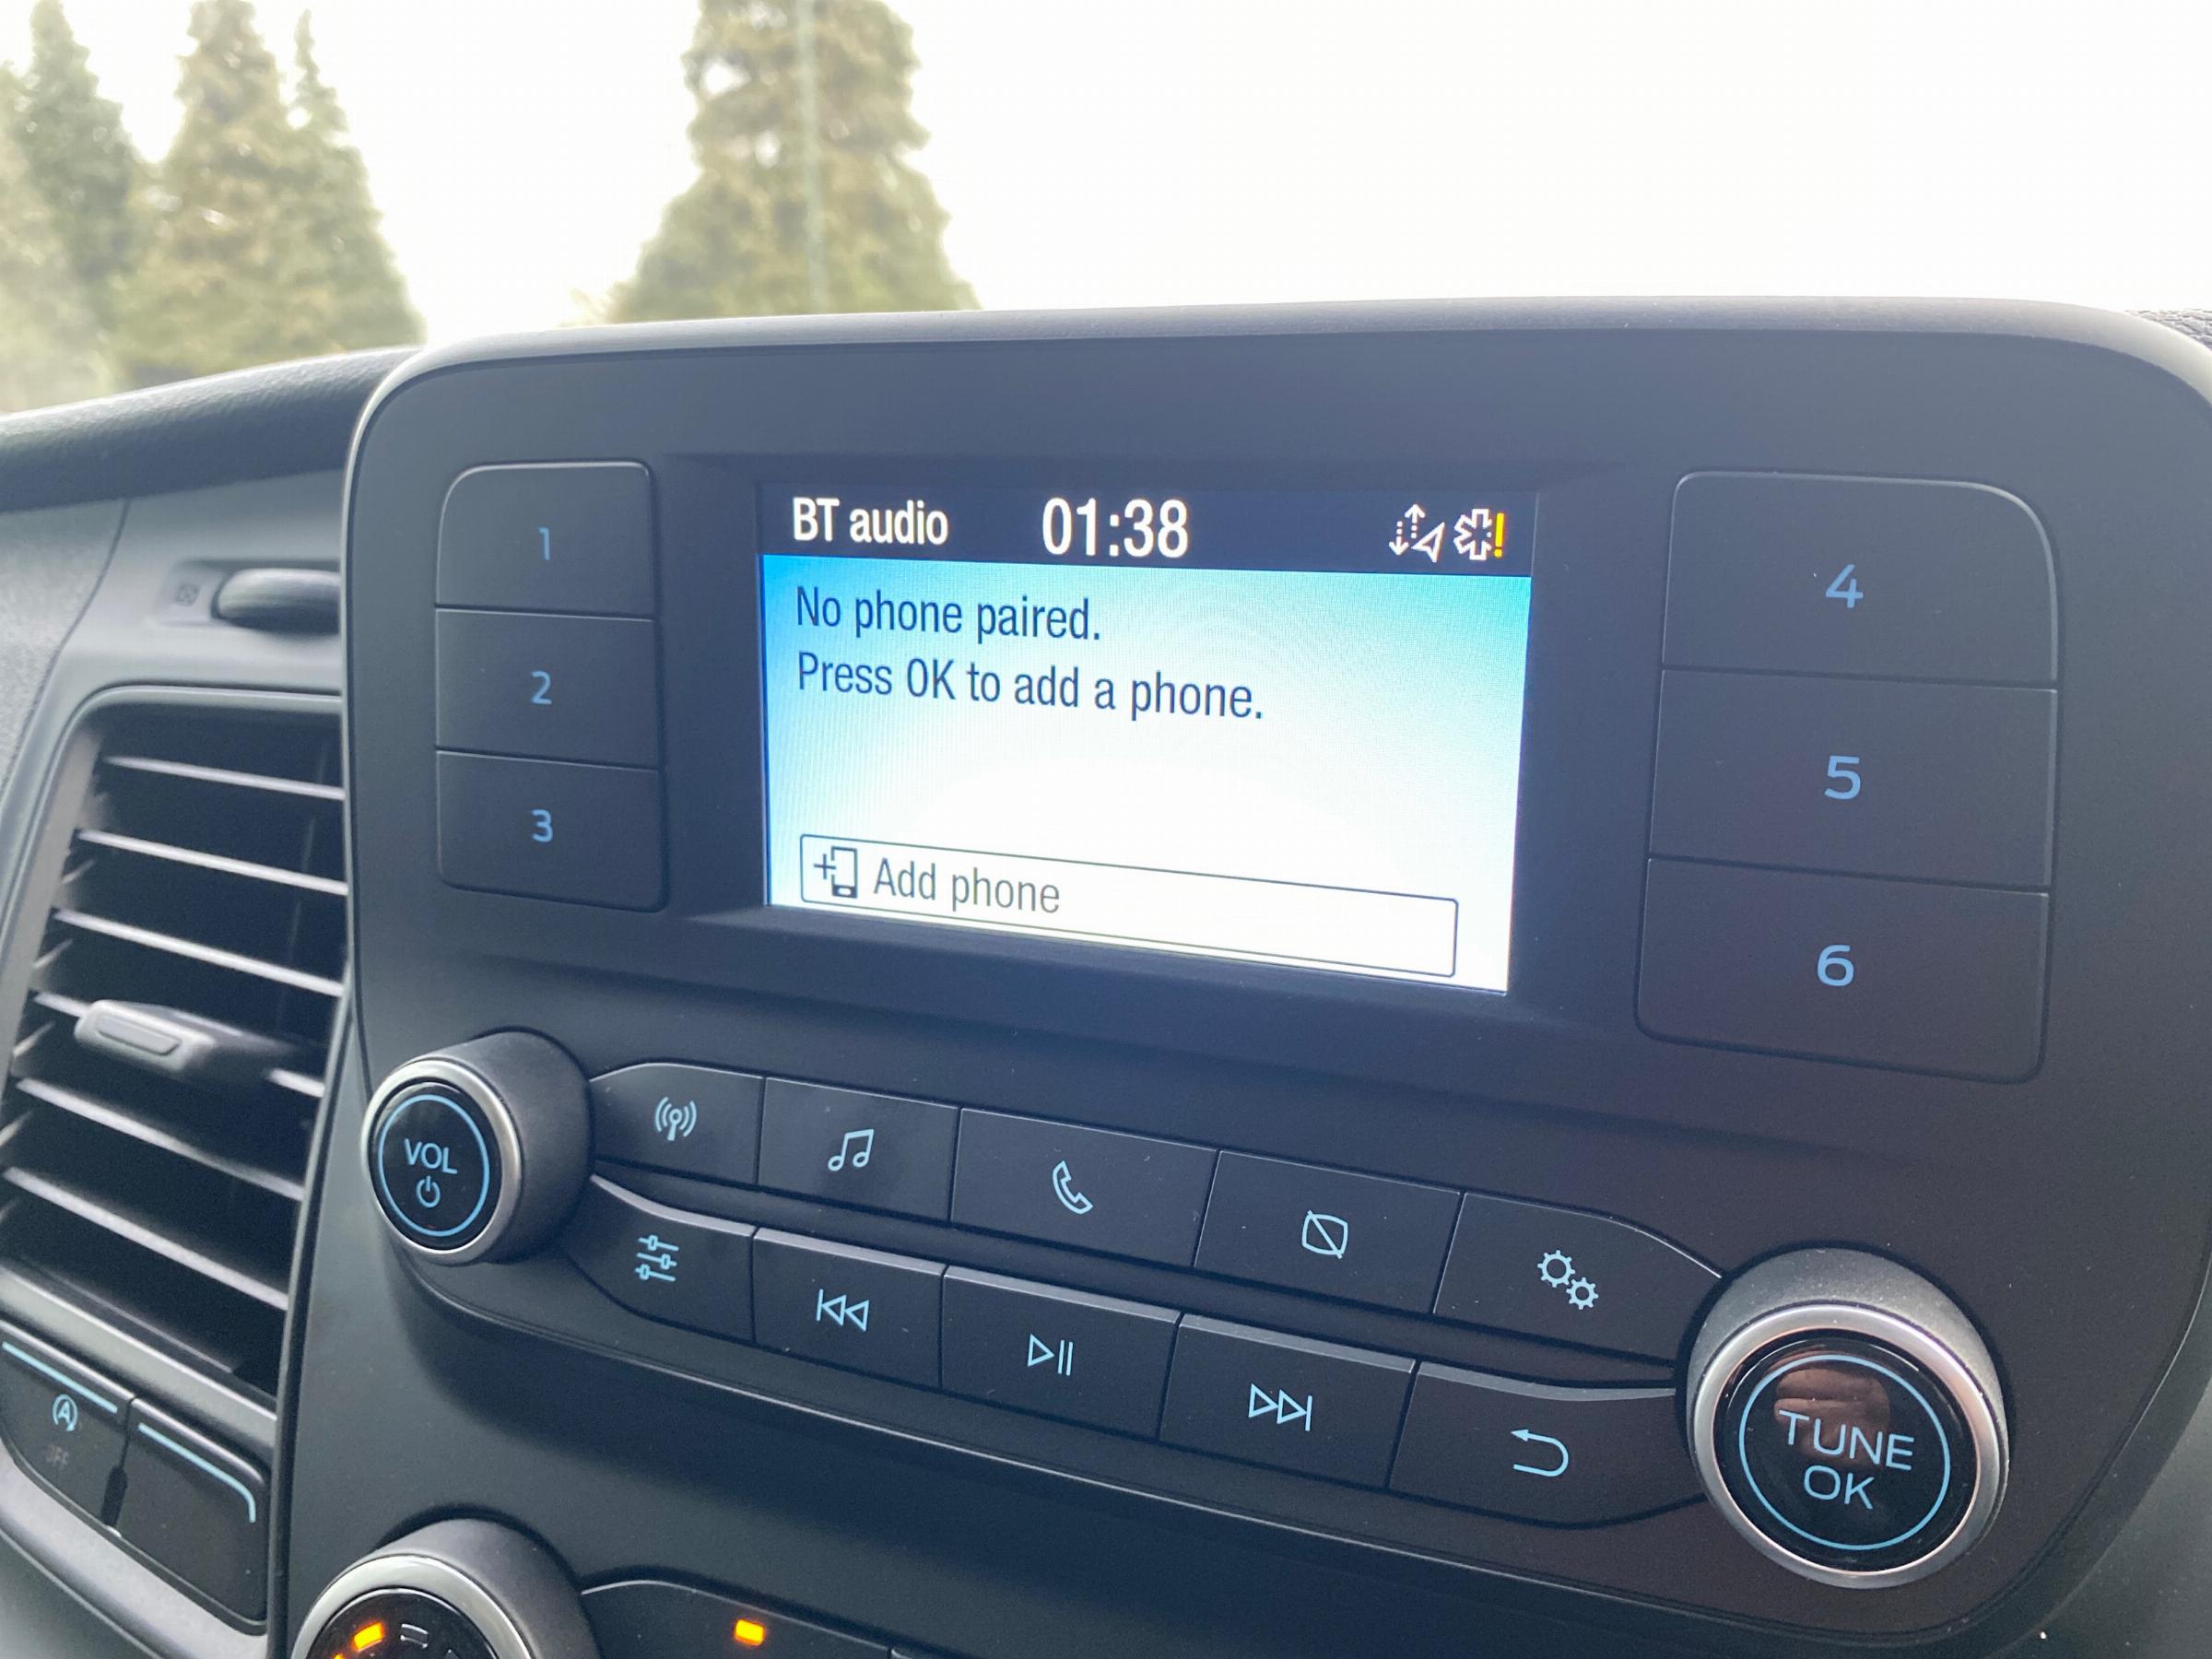 BT audio 01:38
No phone paired.
Press OK to add a phone.
Add phone
1
2
3
4
5
6
VOL
TUNE
OK
A
OFF